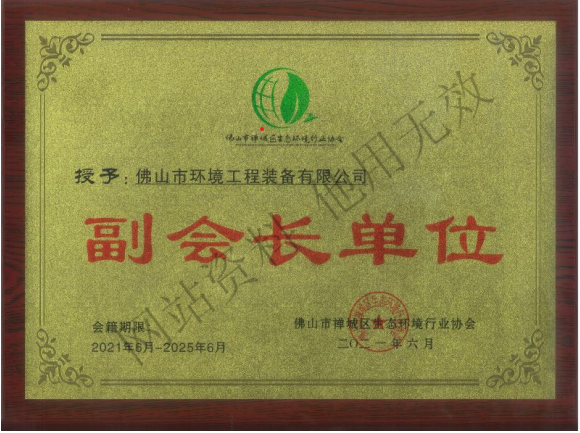 佛山市禅城区生态环境行业协会
授予：佛山市环境工程装备有限公司
副会长单位
会籍期限：
2021年6月-2025年6月
佛山市禅城区生态环境行业协会
二〇二一年六月
网站资料 他用无效